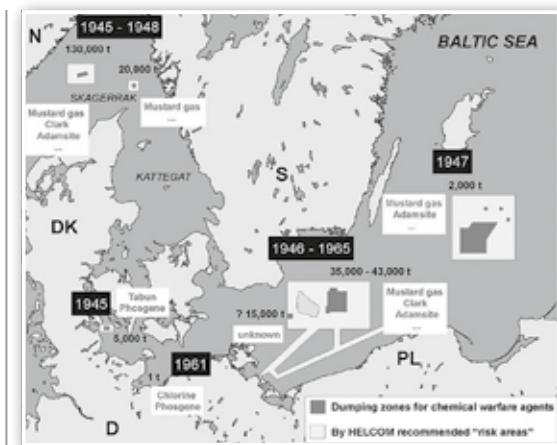 1945 - 1948
N
130,000 t
20,000 t
SKAGERRAK
Mustard gas
Clark
Adamsite
...
Mustard gas
...
BALTIC SEA
KATTEGAT
S
1947
2,000 t
Mustard gas
Adamsite
...
DK
1946 - 1965
35,000 - 43,000 t
1945
Tabun
Phosgene
5,000 t
? 15,000 t
unknown
Mustard gas
Clark
Adamsite
...
1961
1 t
Chlorine
Phosgene
PL
D
Dumping zones for chemical warfare agents
By HELCOM recommended "risk areas"